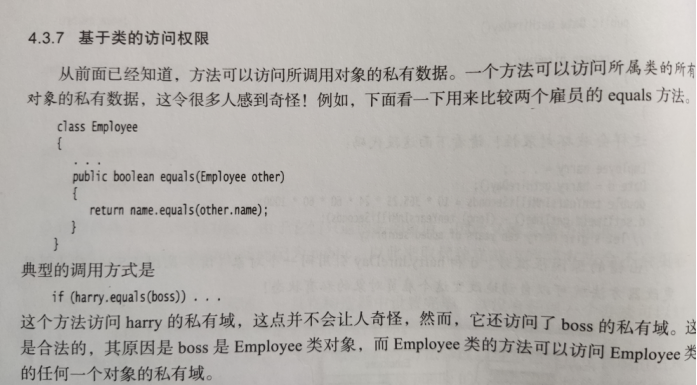 4.3.7 基于类的访问权限
从前面已经知道，方法可以访问所调用对象的私有数据。一个方法可以访问所属类的所有
对象的私有数据，这令很多人感到奇怪！例如，下面看一下用来比较两个雇员的 equals 方法。
class Employee
{
...
public boolean equals(Employee other)
{
return name.equals(other.name);
}
}
典型的调用方式是
if (harry.equals(boss)) ...
这个方法访问 harry 的私有域，这点并不会让人奇怪，然而，它还访问了 boss 的私有域。这
是合法的，其原因是 boss 是 Employee 类对象，而 Employee 类的方法可以访问 Employee 类
的任何一个对象的私有域。